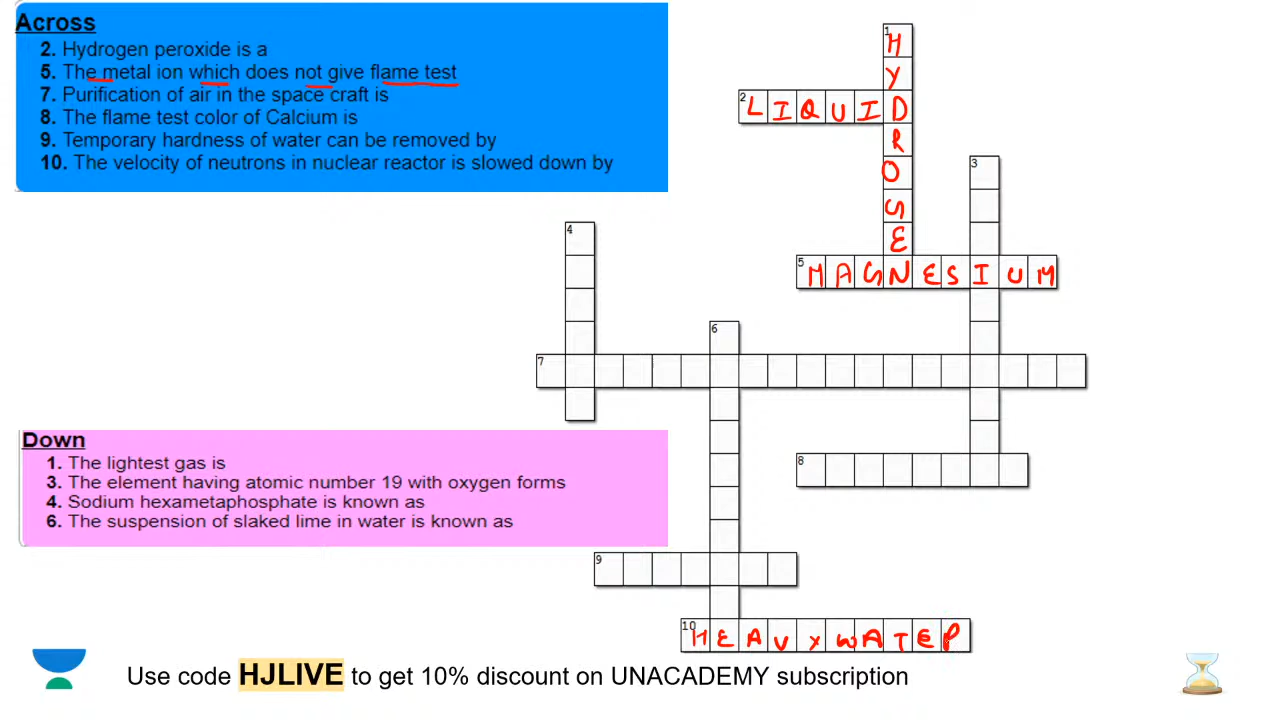 Across
2. Hydrogen peroxide is a
5. The metal ion which does not give flame test
7. Purification of air in the space craft is
8. The flame test color of Calcium is
9. Temporary hardness of water can be removed by
10. The velocity of neutrons in nuclear reactor is slowed down by
Down
1. The lightest gas is
3. The element having atomic number 19 with oxygen forms
4. Sodium hexametaphosphate is known as
6. The suspension of slaked lime in water is known as
1
HYDROGEN
2 LIQUID
3
4
5 MAGNESIUM
6
7
8
9
10 HEAVYWATER
Use code HJLIVE to get 10% discount on UNACADEMY subscription